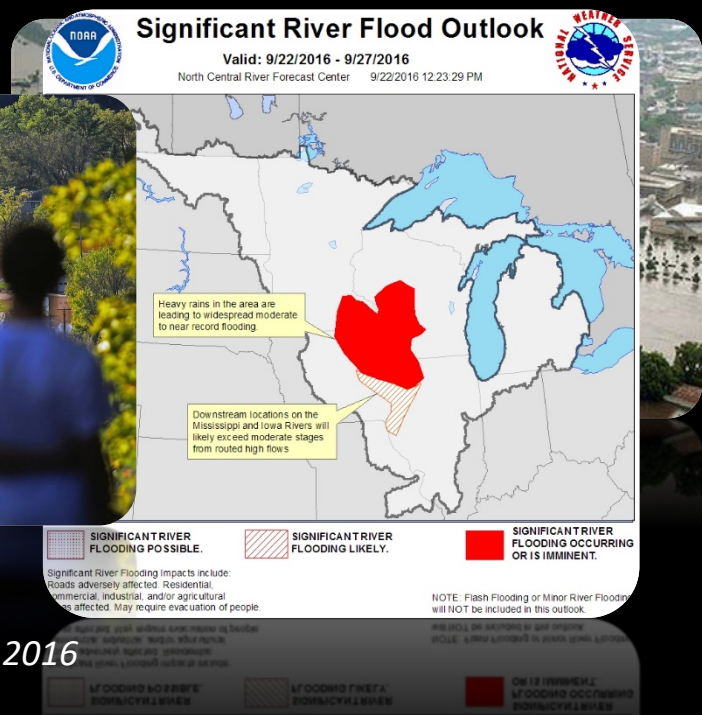 Significant River Flood Outlook
Valid: 9/22/2016 - 9/27/2016
North Central River Forecast Center 9/22/2016 12:23:29 PM
NOAA
NATIONAL WEATHER SERVICE
Heavy rains in the area are
leading to widespread moderate
to near record flooding.
Downstream locations on the
Mississippi and Iowa Rivers will
likely exceed moderate stages
from routed high flows
SIGNIFICANT RIVER
FLOODING POSSIBLE.
SIGNIFICANT RIVER
FLOODING LIKELY.
SIGNIFICANT RIVER
FLOODING OCCURRING
OR IS IMMINENT.
Significant River Flooding Impacts include:
Roads adversely affected. Residential,
ommercial, industrial, and/or agricultural
as affected. May require evacuation of people.
NOTE: Flash Flooding or Minor River Flooding
will NOT be included in this outlook.
2016